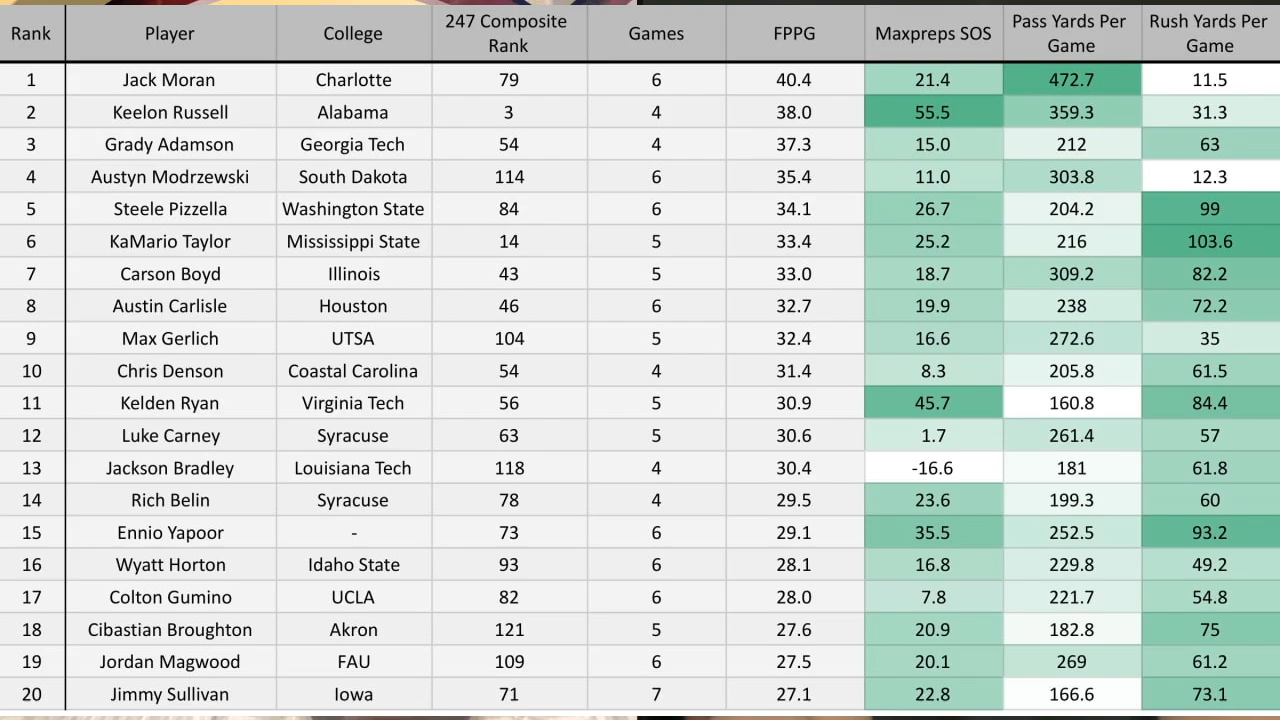 Rank Player College 247 Composite Rank Games FPPG Maxpreps SOS Pass Yards Per Game Rush Yards Per Game
1 Jack Moran Charlotte 79 6 40.4 21.4 472.7 11.5
2 Keelon Russell Alabama 3 4 38.0 55.5 359.3 31.3
3 Grady Adamson Georgia Tech 54 4 37.3 15.0 212 63
4 Austyn Modrzewski South Dakota 114 6 35.4 11.0 303.8 12.3
5 Steele Pizzella Washington State 84 6 34.1 26.7 204.2 99
6 KaMario Taylor Mississippi State 14 5 33.4 25.2 216 103.6
7 Carson Boyd Illinois 43 5 33.0 18.7 309.2 82.2
8 Austin Carlisle Houston 46 6 32.7 19.9 238 72.2
9 Max Gerlich UTSA 104 5 32.4 16.6 272.6 35
10 Chris Denson Coastal Carolina 54 4 31.4 8.3 205.8 61.5
11 Kelden Ryan Virginia Tech 56 5 30.9 45.7 160.8 84.4
12 Luke Carney Syracuse 63 5 30.6 1.7 261.4 57
13 Jackson Bradley Louisiana Tech 118 4 30.4 -16.6 181 61.8
14 Rich Belin Syracuse 78 4 29.5 23.6 199.3 60
15 Ennio Yapoor - 73 6 29.1 35.5 252.5 93.2
16 Wyatt Horton Idaho State 93 6 28.1 16.8 229.8 49.2
17 Colton Gumino UCLA 82 6 28.0 7.8 221.7 54.8
18 Cibastian Broughton Akron 121 5 27.6 20.9 182.8 75
19 Jordan Magwood FAU 109 6 27.5 20.1 269 61.2
20 Jimmy Sullivan Iowa 71 7 27.1 22.8 166.6 73.1